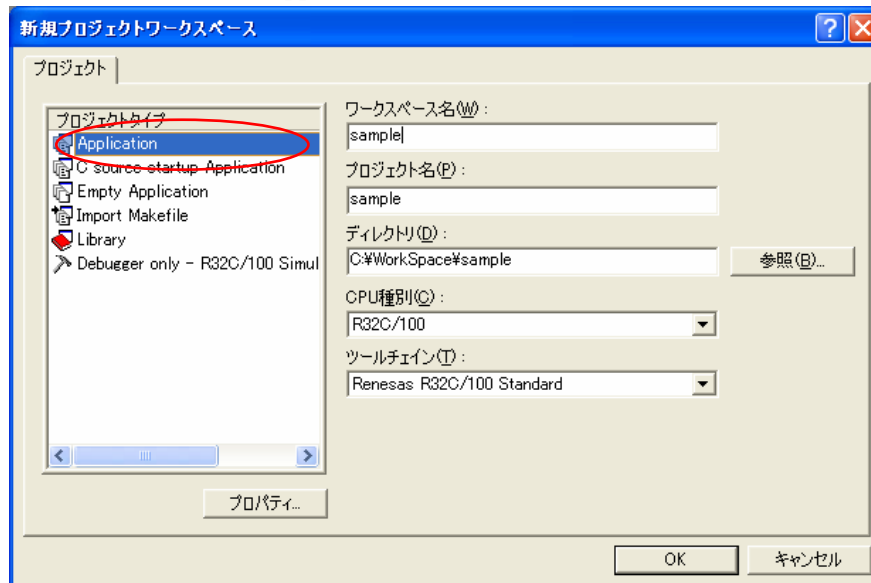 新規プロジェクトワークスペース
プロジェクト
プロジェクトタイプ
Application
C source startup Application
Empty Application
Import Makefile
Library
Debugger only - R32C/100 Simul
プロパティ...
ワークスペース名(W) :
sample
プロジェクト名(P) :
sample
ディレクトリ(D) :
C:¥WorkSpace¥sample
参照(B)...
CPU種別(C) :
R32C/100
ツールチェイン(T) :
Renesas R32C/100 Standard
OK
キャンセル